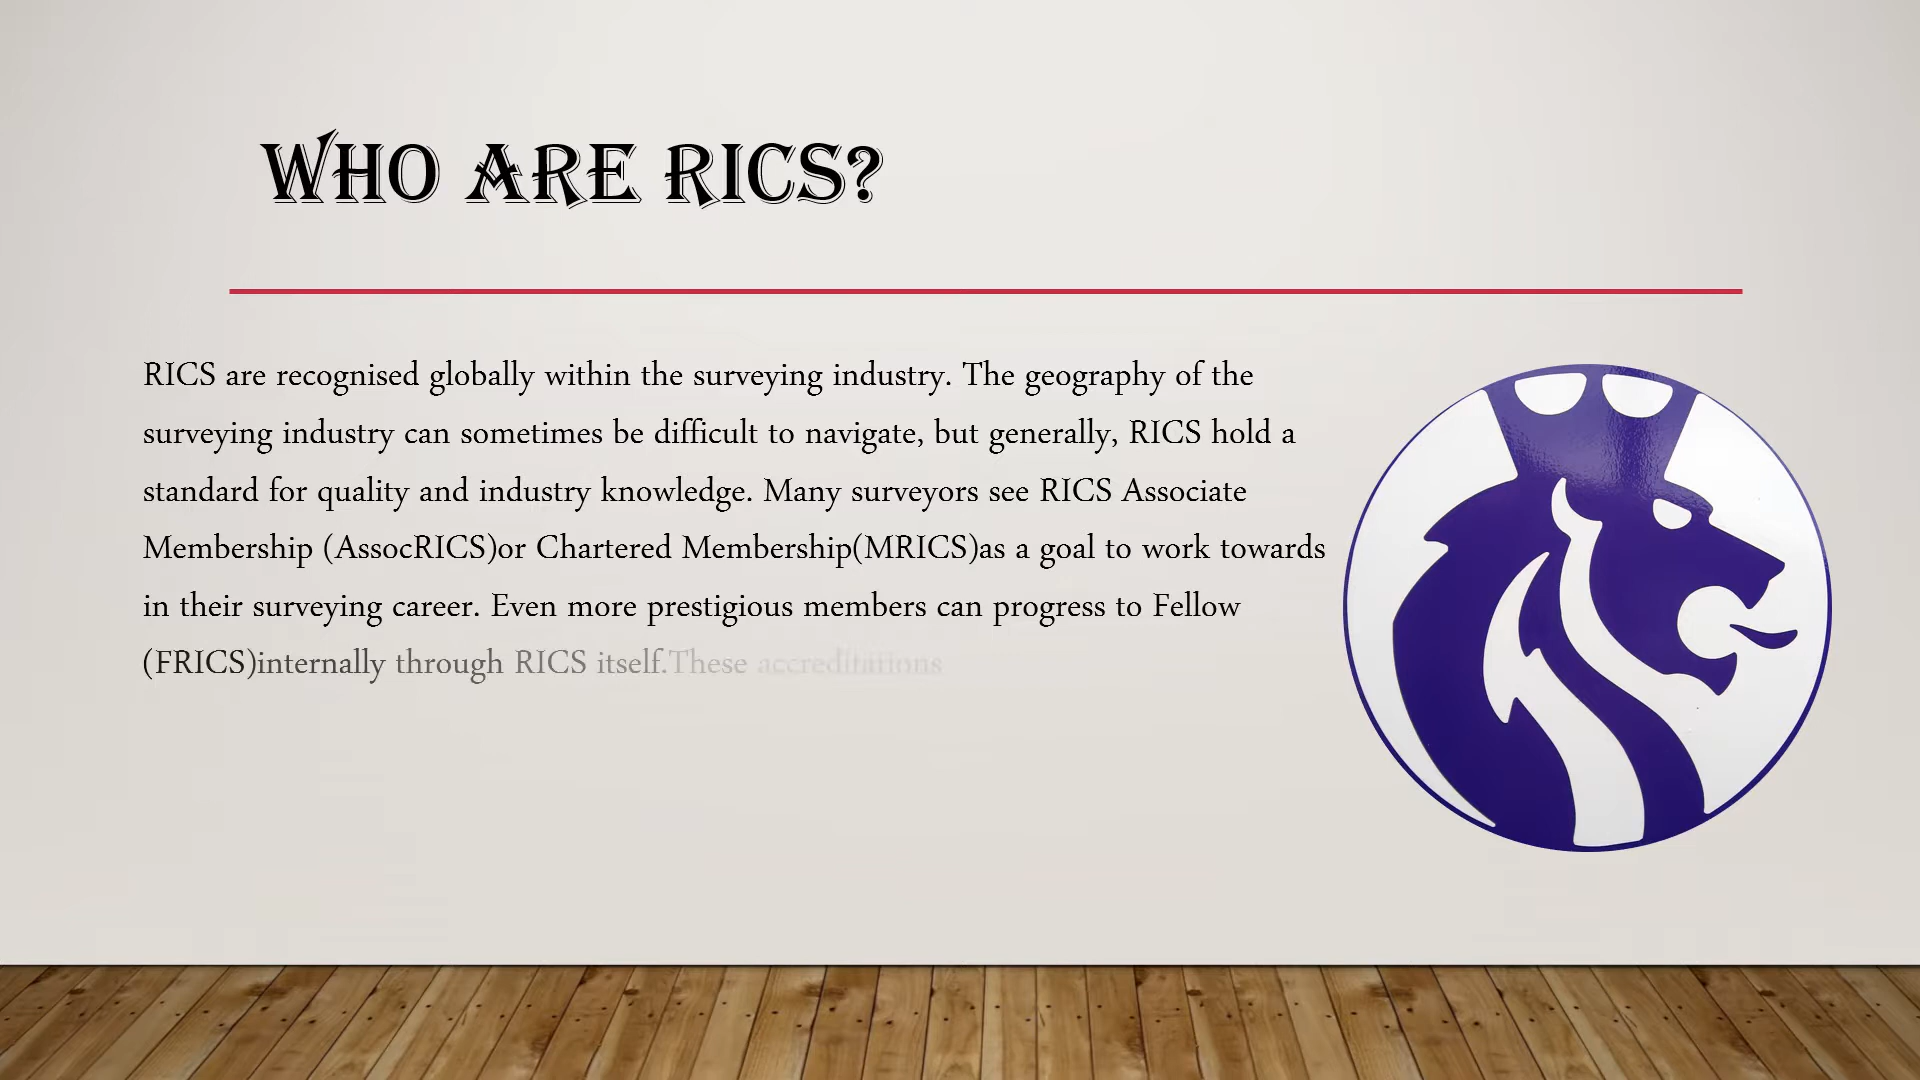 WHO ARE RICS?
RICS are recognised globally within the surveying industry. The geography of the
surveying industry can sometimes be difficult to navigate, but generally, RICS hold a
standard for quality and industry knowledge. Many surveyors see RICS Associate
Membership (AssocRICS)or Chartered Membership(MRICS)as a goal to work towards
in their surveying career. Even more prestigious members can progress to Fellow
(FRICS)internally through RICS itself.These accreditations